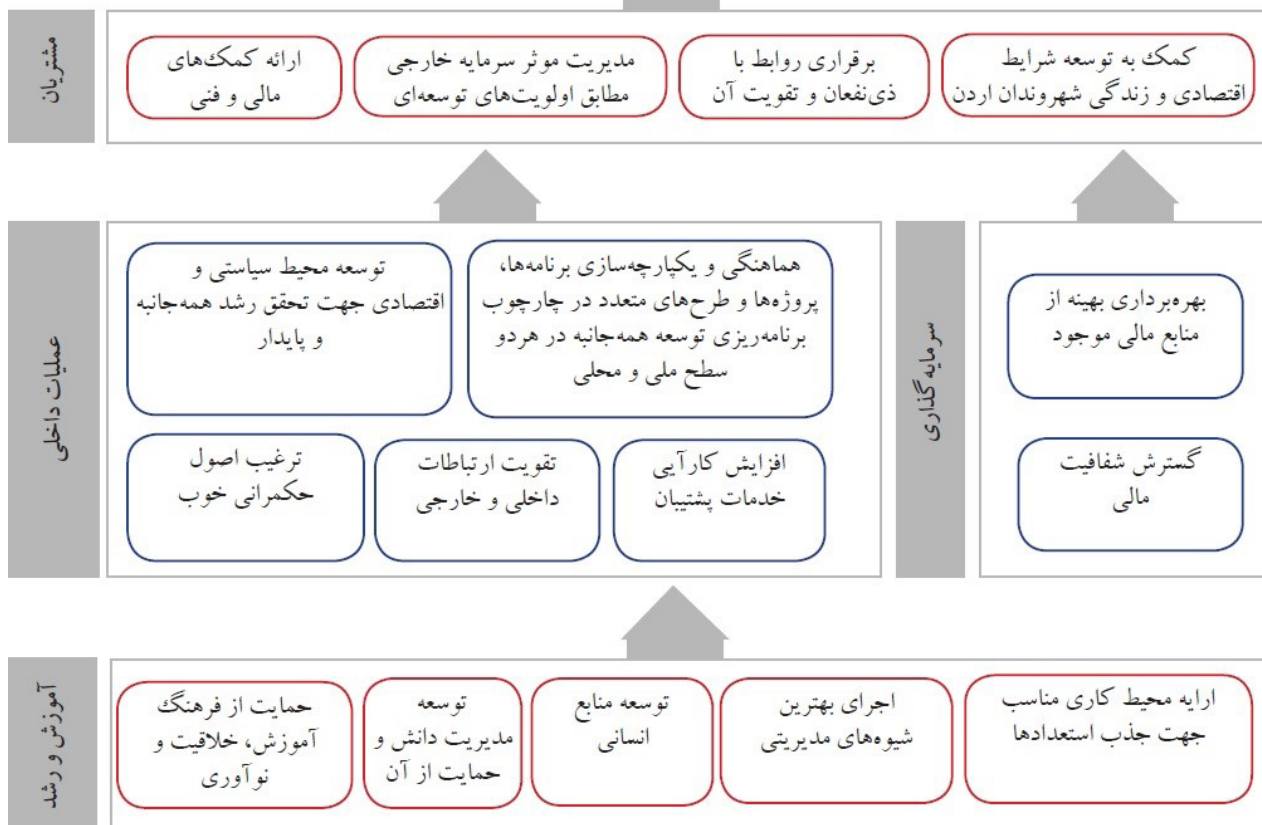 مشتریان
کمک به توسعه شرایط
اقتصادی و زندگی شهروندان اردن
برقراری روابط با
ذی‌نفعان و تقویت آن
مدیریت موثر سرمایه خارجی
مطابق اولویت‌های توسعه‌ای
ارائه کمک‌های
مالی و فنی
سرمایه گذاری
بهره‌برداری بهینه از
منابع مالی موجود
گسترش شفافیت
مالی
عملیات داخلی
هماهنگی و یکپارچه‌سازی برنامه‌ها،
پروژه‌ها و طرح‌های متعدد در چارچوب
برنامه‌ریزی توسعه همه‌جانبه در هردو
سطح ملی و محلی
توسعه محیط سیاستی و
اقتصادی جهت تحقق رشد همه‌جانبه
و پایدار
افزایش کارآیی
خدمات پشتیبان
تقویت ارتباطات
داخلی و خارجی
ترغیب اصول
حکمرانی خوب
آموزش و رشد
ارایه محیط کاری مناسب
جهت جذب استعدادها
اجرای بهترین
شیوه‌های مدیریتی
توسعه منابع
انسانی
توسعه
مدیریت دانش و
حمایت از آن
حمایت از فرهنگ
آموزش، خلاقیت و
نوآوری